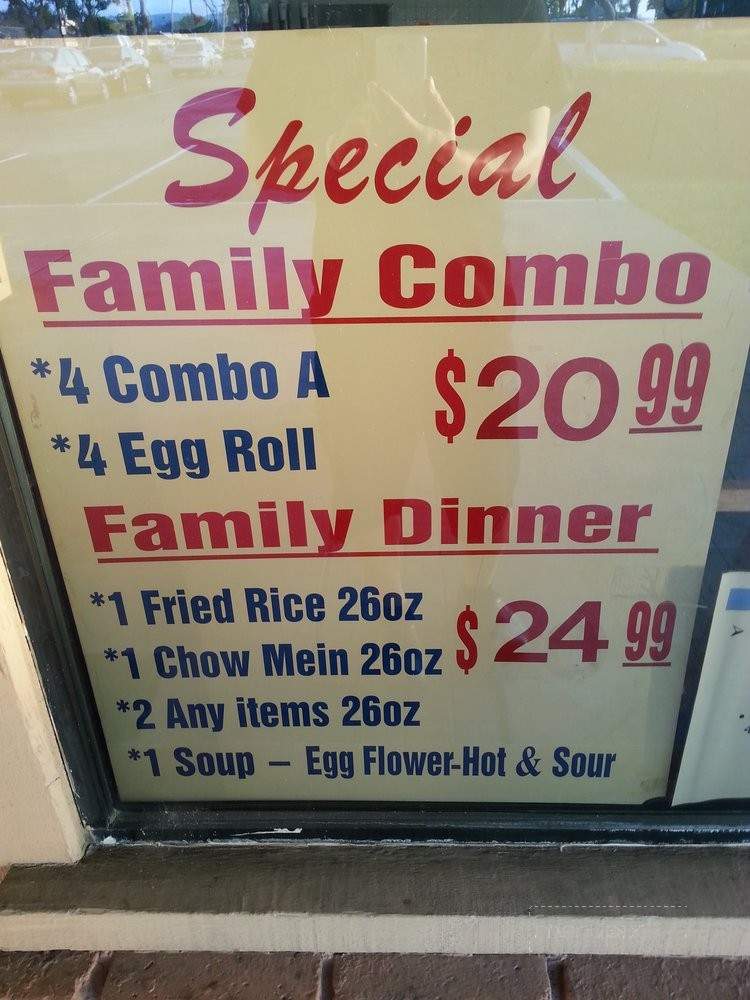 Special
Family Combo
*4 Combo A $20 99
*4 Egg Roll
Family Dinner
*1 Fried Rice 26oz $24 99
*1 Chow Mein 26oz
*2 Any items 26oz
*1 Soup – Egg Flower-Hot & Sour